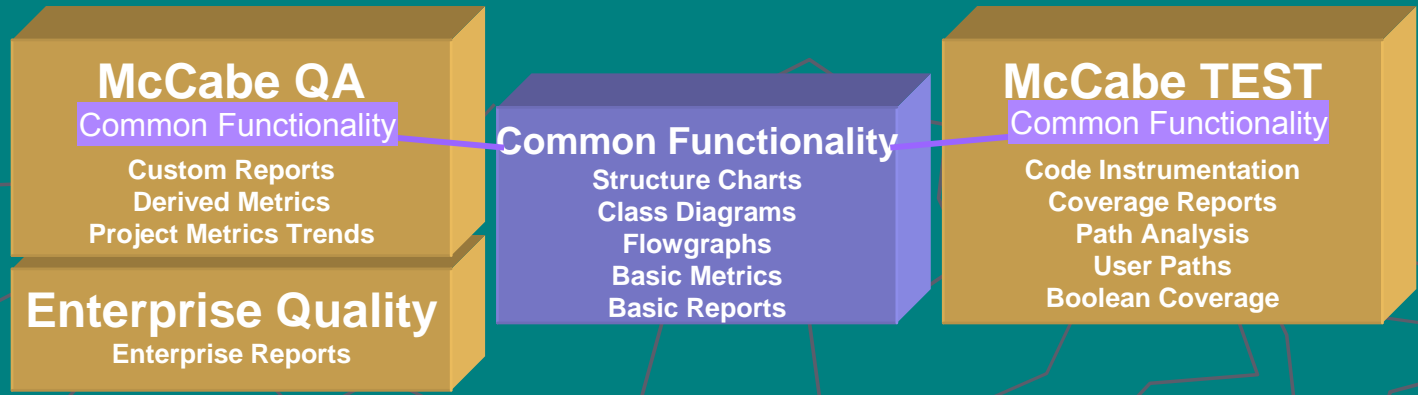 McCabe QA
Common Functionality
Custom Reports
Derived Metrics
Project Metrics Trends
Enterprise Quality
Enterprise Reports
Common Functionality
Structure Charts
Class Diagrams
Flowgraphs
Basic Metrics
Basic Reports
McCabe TEST
Common Functionality
Code Instrumentation
Coverage Reports
Path Analysis
User Paths
Boolean Coverage